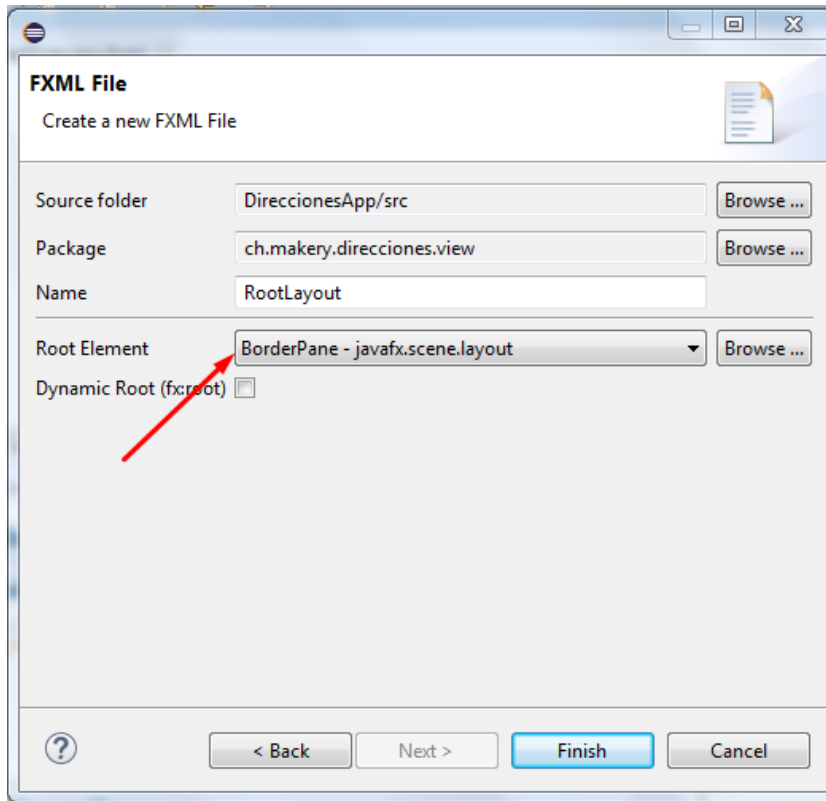 FXML File
Create a new FXML File
Source folder DireccionesApp/src Browse ...
Package ch.makery.direcciones.view Browse ...
Name RootLayout
Root Element BorderPane - javafx.scene.layout Browse ...
Dynamic Root (fx:root)
? < Back Next > Finish Cancel